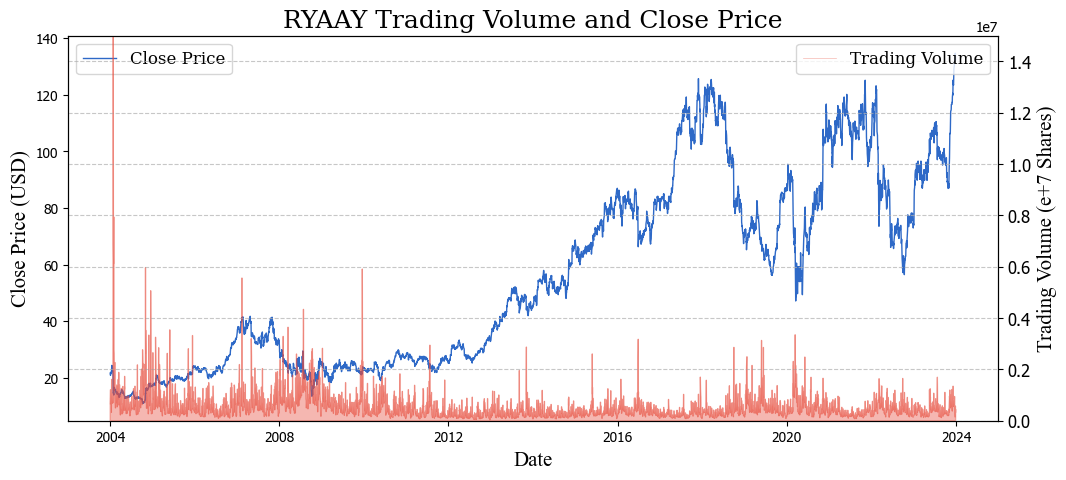 RYAAY Trading Volume and Close Price
1e7
Close Price
Trading Volume
140
120
100
80
60
40
20
1.4
1.2
1.0
0.8
0.6
0.4
0.2
0.0
Close Price (USD)
Trading Volume (e+7 Shares)
2004 2008 2012 2016 2020 2024
Date